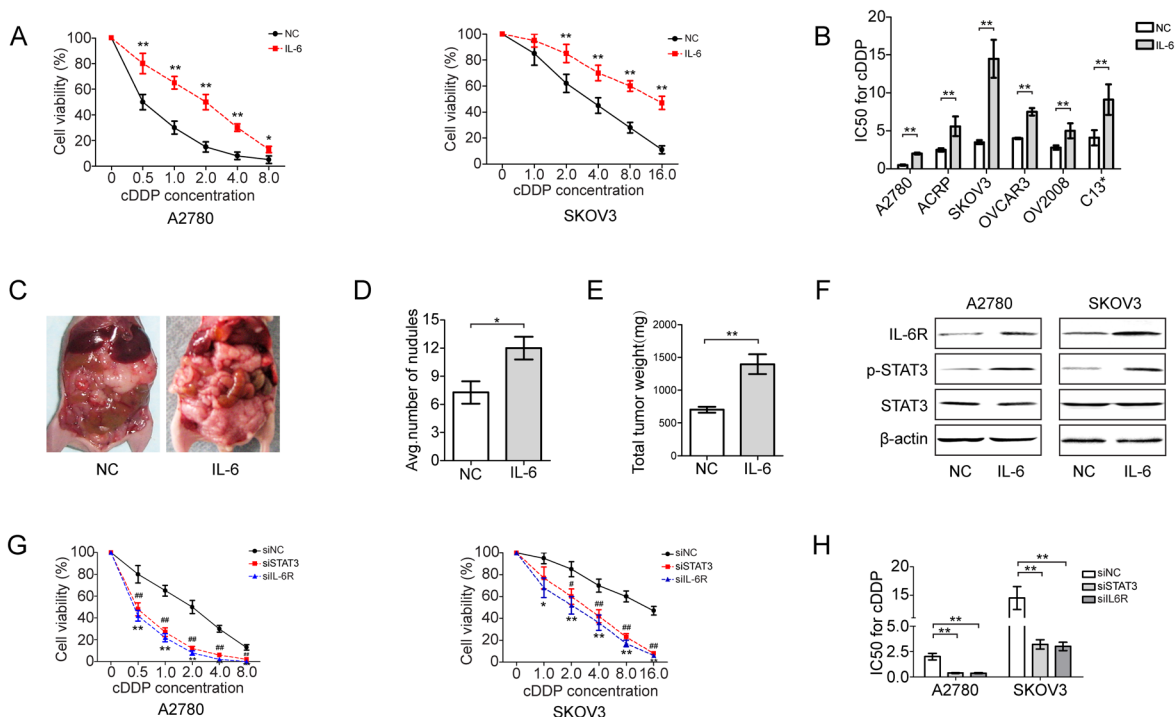 A
Cell viability (%)
100
80
60
40
20
0
**
**
**
**
*
NC
IL-6
0 0.5 1.0 2.0 4.0 8.0
cDDP concentration
A2780
Cell viability (%)
100
80
60
40
20
0
**
**
**
**
NC
IL-6
0 1.0 2.0 4.0 8.0 16.0
cDDP concentration
SKOV3
B
IC50 for cDDP
20
15
10
5
0
**
**
**
**
**
**
NC
IL-6
A2780
ACRP
SKOV3
OVCAR3
OV2008
C13*
C
NC IL-6
D
Avg.number of nudules
15
12
9
6
3
0
*
NC IL-6
E
Total tumor weight(mg)
2000
1500
1000
500
0
**
NC IL-6
F
A2780 SKOV3
IL-6R
p-STAT3
STAT3
β-actin
NC IL-6 NC IL-6
G
Cell viability (%)
100
80
60
40
20
0
siNC
siSTAT3
siIL-6R
## ## ## ## #
** ** ** ** **
0 0.5 1.0 2.0 4.0 8.0
cDDP concentration
A2780
Cell viability (%)
100
80
60
40
20
0
siNC
siSTAT3
siIL-6R
# ## ## ##
* ** ** ** **
0 1.0 2.0 4.0 8.0 16.0
cDDP concentration
SKOV3
H
IC50 for cDDP
20
15
5.0
2.5
0
**
**
**
**
siNC
siSTAT3
siIL6R
A2780 SKOV3